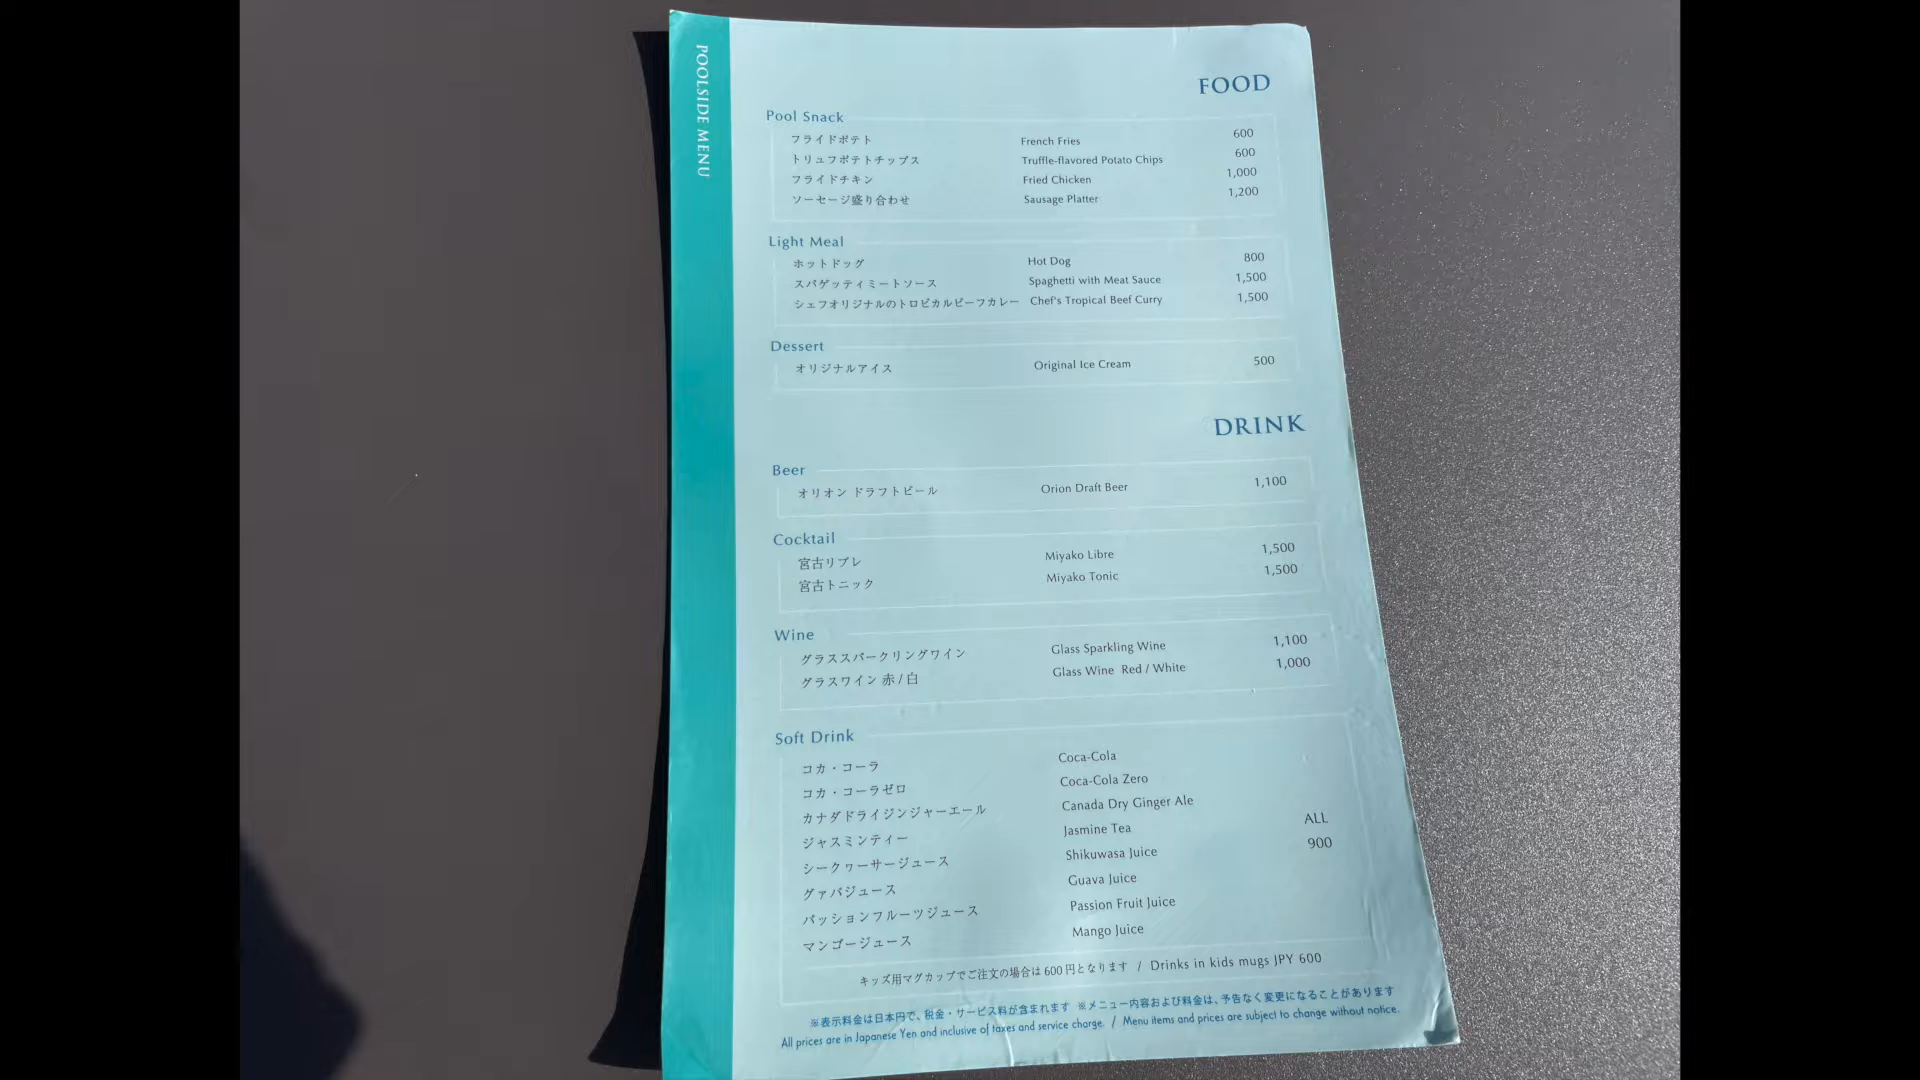 POOLSIDE MENU
FOOD
Pool Snack
フライドポテト French Fries 600
トリュフポテトチップス Truffle-flavored Potato Chips 600
フライドチキン Fried Chicken 1,000
ソーセージ盛り合わせ Sausage Platter 1,200
Light Meal
ホットドッグ Hot Dog 800
スパゲッティミートソース Spaghetti with Meat Sauce 1,500
シェフオリジナルのトロピカルビーフカレー Chef's Tropical Beef Curry 1,500
Dessert
オリジナルアイス Original Ice Cream 500
DRINK
Beer
オリオン ドラフトビール Orion Draft Beer 1,100
Cocktail
宮古リブレ Miyako Libre 1,500
宮古トニック Miyako Tonic 1,500
Wine
グラススパークリングワイン Glass Sparkling Wine 1,100
グラスワイン 赤 / 白 Glass Wine Red / White 1,000
Soft Drink
コカ・コーラ Coca-Cola
コカ・コーラゼロ Coca-Cola Zero
カナダドライジンジャーエール Canada Dry Ginger Ale
ジャスミンティー Jasmine Tea ALL
シークヮーサージュース Shikuwasa Juice 900
グァバジュース Guava Juice
パッションフルーツジュース Passion Fruit Juice
マンゴージュース Mango Juice
キッズ用マグカップでご注文の場合は 600 円となります / Drinks in kids mugs JPY 600
※表示料金は日本円で、税金・サービス料が含まれます ※メニュー内容および料金は、予告なく変更になることがあります
All prices are in Japanese Yen and inclusive of taxes and service charge. / Menu items and prices are subject to change without notice.